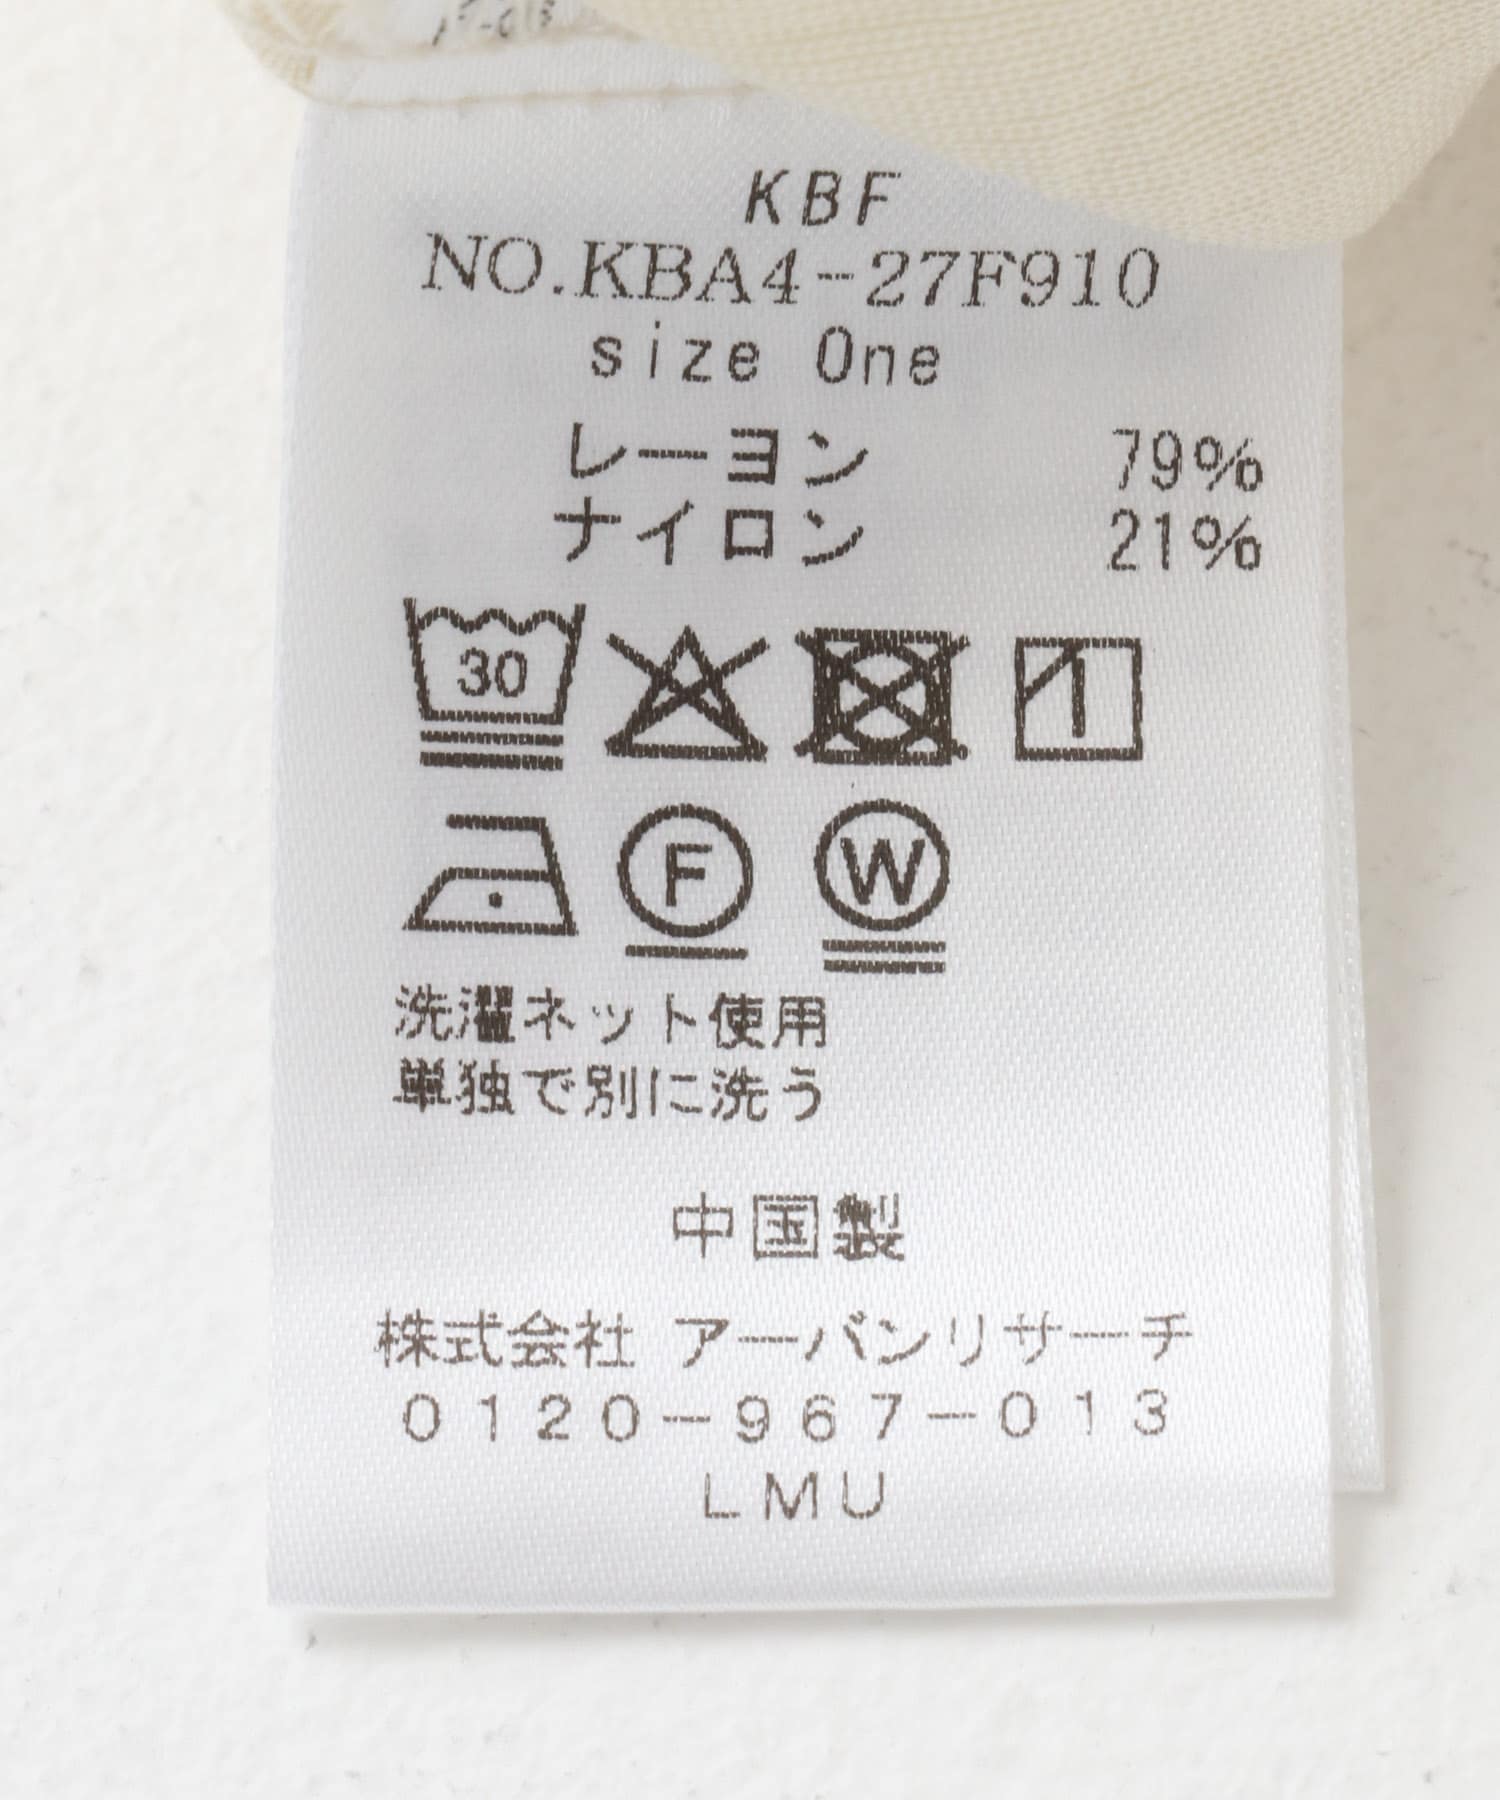 KBF
NO.KBA4-27F910
size One
レーヨン 79%
ナイロン 21%
30
F
W
洗濯ネット使用
単独で別に洗う
中国製
株式会社 アーバンリサーチ
0120-967-013
LMU